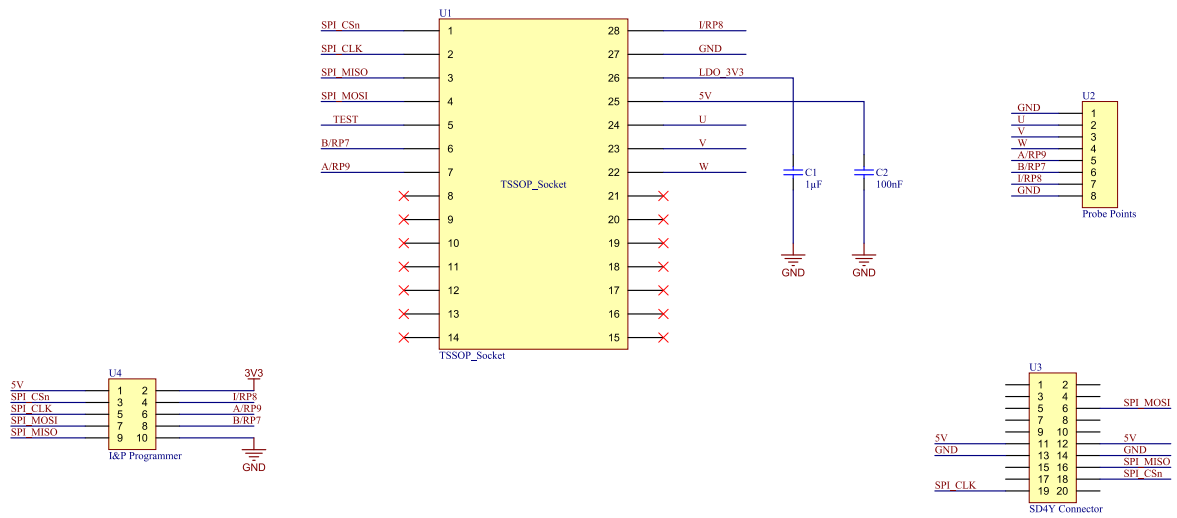 U1
SPI_CSn 1 28 I/RP8
SPI_CLK 2 27 GND
SPI_MISO 3 26 LDO_3V3
SPI_MOSI 4 25 5V
TEST 5 24 U
B/RP7 6 23 V
A/RP9 7 22 W
TSSOP_Socket
8 21
9 20
10 19
11 18
12 17
13 16
14 15
TSSOP_Socket
C1
1µF
GND
C2
100nF
GND
U2
GND 1
U 2
V 3
W 4
A/RP9 5
B/RP7 6
I/RP8 7
GND 8
Probe Points
U4
3V3
5V 1 2
SPI_CSn 3 4 I/RP8
SPI_CLK 5 6 A/RP9
SPI_MOSI 7 8 B/RP7
SPI_MISO 9 10
I&P Programmer
GND
U3
1 2
3 4
5 6 SPI_MOSI
7 8
9 10
5V 11 12 5V
GND 13 14 GND
15 16 SPI_MISO
17 18 SPI_CSn
SPI_CLK 19 20
SD4Y Connector